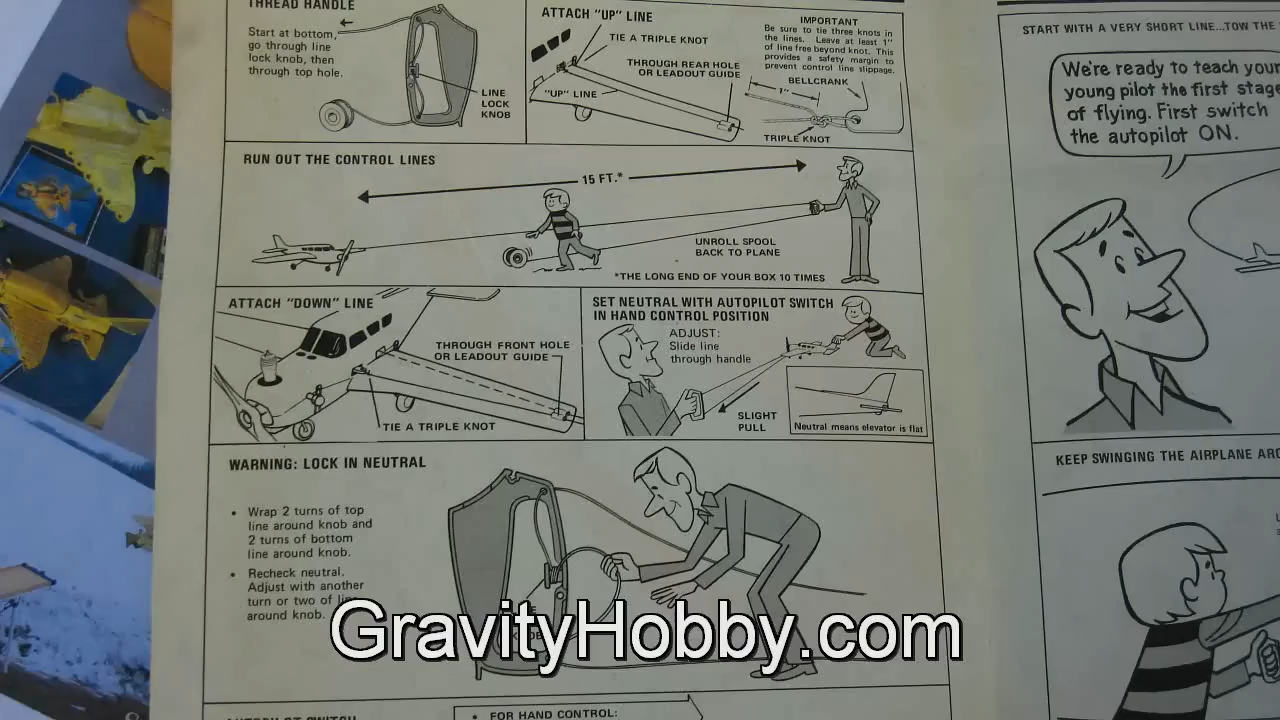 THREAD HANDLE
Start at bottom,
go through line
lock knob, then
through top hole.
LINE
LOCK
KNOB
ATTACH "UP" LINE
TIE A TRIPLE KNOT
THROUGH REAR HOLE
OR LEADOUT GUIDE
"UP" LINE
IMPORTANT
Be sure to tie three knots in
the lines. Leave at least 1"
of line free beyond knot. This
provides a safety margin to
prevent control line slippage.
BELLCRANK
1"
TRIPLE KNOT
RUN OUT THE CONTROL LINES
15 FT.*
UNROLL SPOOL
BACK TO PLANE
*THE LONG END OF YOUR BOX 10 TIMES
ATTACH "DOWN" LINE
THROUGH FRONT HOLE
OR LEADOUT GUIDE
TIE A TRIPLE KNOT
SET NEUTRAL WITH AUTOPILOT SWITCH
IN HAND CONTROL POSITION
ADJUST:
Slide line
through handle
SLIGHT
PULL
Neutral means elevator is flat
WARNING: LOCK IN NEUTRAL
• Wrap 2 turns of top
line around knob and
2 turns of bottom
line around knob.
• Recheck neutral.
Adjust with another
turn or two of line
around knob.
GravityHobby.com
• FOR HAND CONTROL:
START WITH A VERY SHORT LINE...TOW THE
We're ready to teach your
young pilot the first stage
of flying. First switch
the autopilot ON.
KEEP SWINGING THE AIRPLANE